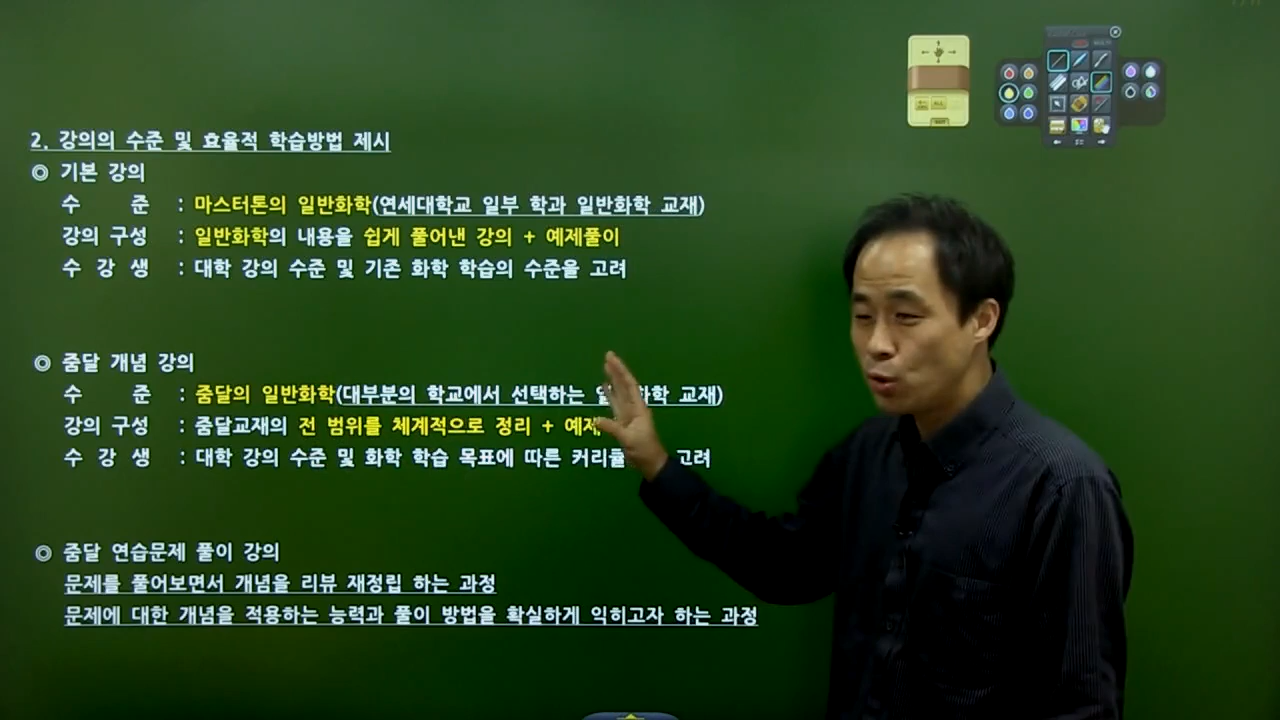 2. 강의의 수준 및 효율적 학습방법 제시
◎ 기본 강의
수 준 : 마스터톤의 일반화학(연세대학교 일부 학과 일반화학 교재)
강의 구성 : 일반화학의 내용을 쉽게 풀어낸 강의 + 예제풀이
수 강 생 : 대학 강의 수준 및 기존 화학 학습의 수준을 고려
◎ 줌달 개념 강의
수 준 : 줌달의 일반화학(대부분의 학교에서 선택하는 화학 교재)
강의 구성 : 줌달교재의 전 범위를 체계적으로 정리 + 예제
수 강 생 : 대학 강의 수준 및 화학 학습 목표에 따른 고려
◎ 줌달 연습문제 풀이 강의
문제를 풀어보면서 개념을 리뷰 재정립 하는 과정
문제에 대한 개념을 적용하는 능력과 풀이 방법을 확실하게 익히고자 하는 과정